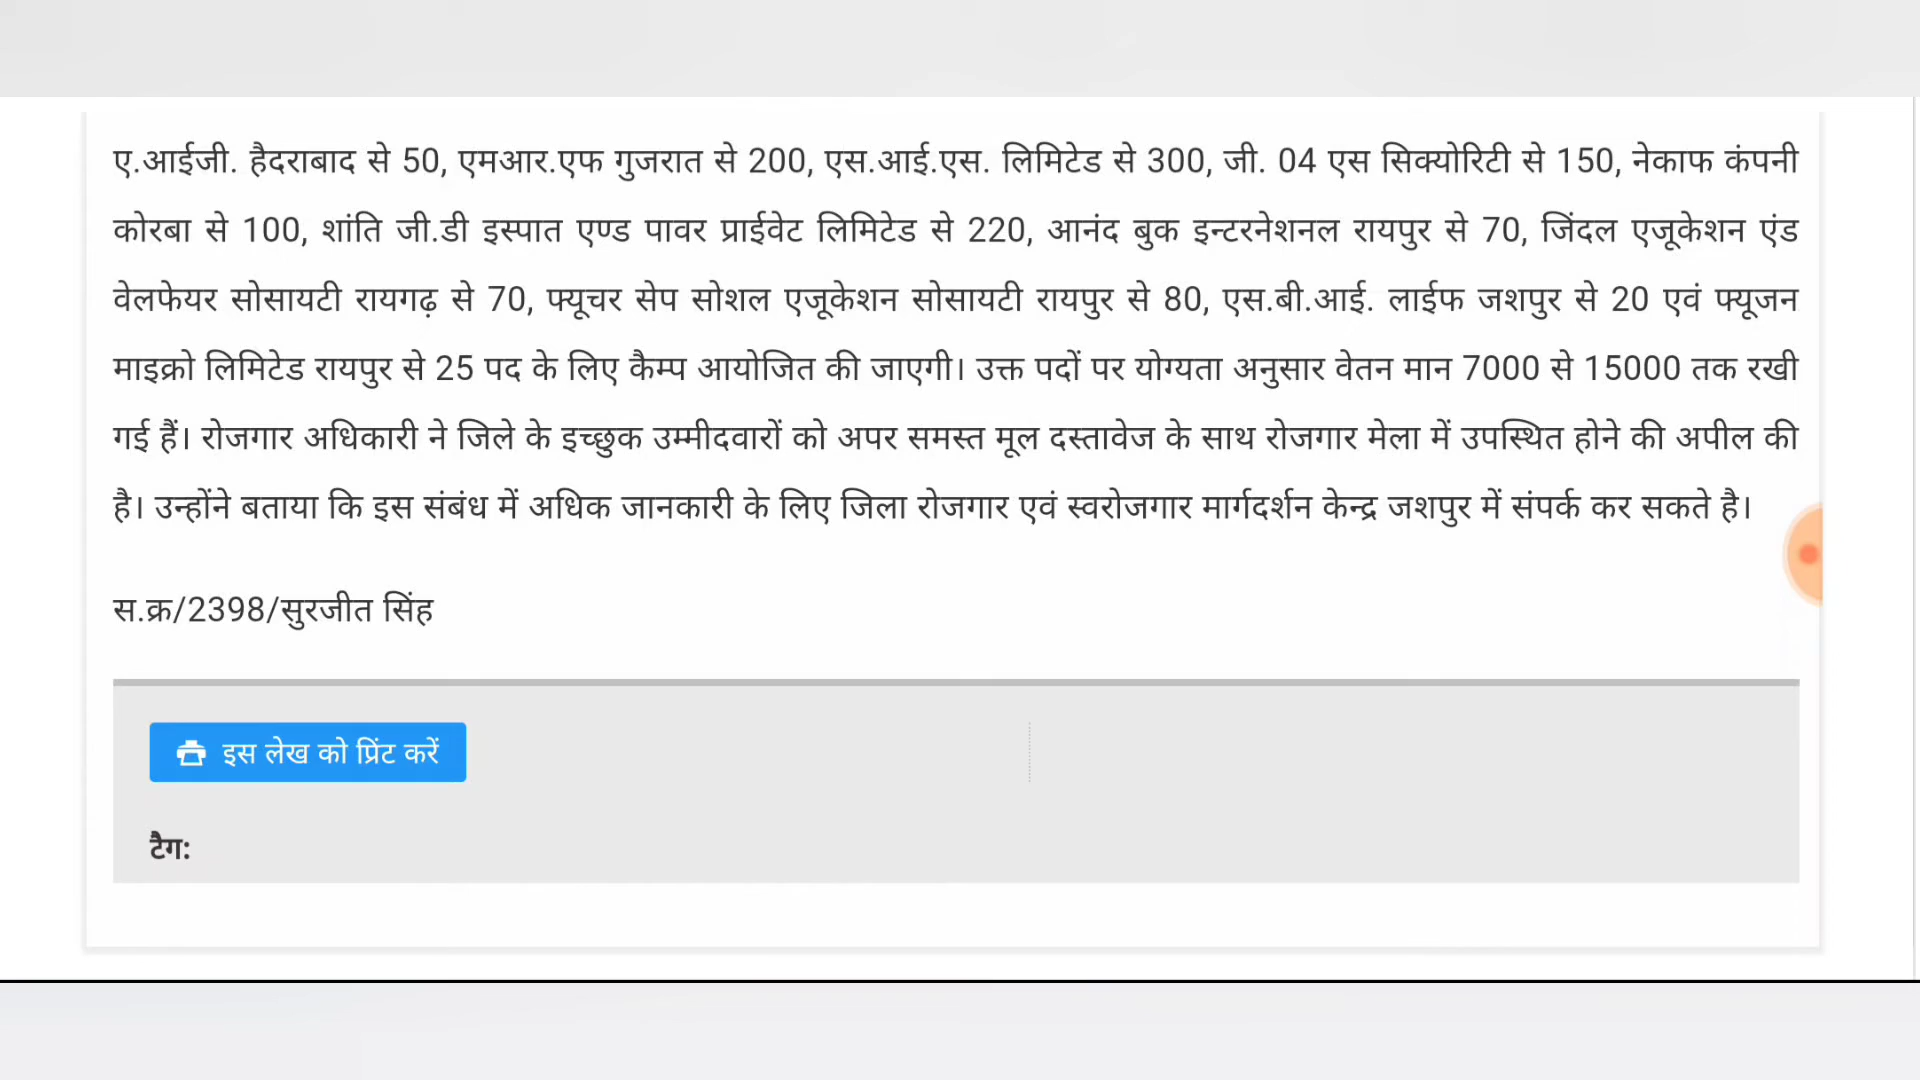 ए.आईजी. हैदराबाद से 50, एमआर.एफ गुजरात से 200, एस.आई.एस. लिमिटेड से 300, जी. 04 एस सिक्योरिटी से 150, नेकाफ कंपनी
कोरबा से 100, शांति जी.डी इस्पात एण्ड पावर प्राईवेट लिमिटेड से 220, आनंद बुक इन्टरनेशनल रायपुर से 70, जिंदल एजूकेशन एंड
वेलफेयर सोसायटी रायगढ़ से 70, फ्यूचर सेप सोशल एजूकेशन सोसायटी रायपुर से 80, एस.बी.आई. लाईफ जशपुर से 20 एवं फ्यूजन
माइक्रो लिमिटेड रायपुर से 25 पद के लिए कैम्प आयोजित की जाएगी। उक्त पदों पर योग्यता अनुसार वेतन मान 7000 से 15000 तक रखी
गई हैं। रोजगार अधिकारी ने जिले के इच्छुक उम्मीदवारों को अपर समस्त मूल दस्तावेज के साथ रोजगार मेला में उपस्थित होने की अपील की
है। उन्होंने बताया कि इस संबंध में अधिक जानकारी के लिए जिला रोजगार एवं स्वरोजगार मार्गदर्शन केन्द्र जशपुर में संपर्क कर सकते है।
स.क्र/2398/सुरजीत सिंह
इस लेख को प्रिंट करें
टैग: